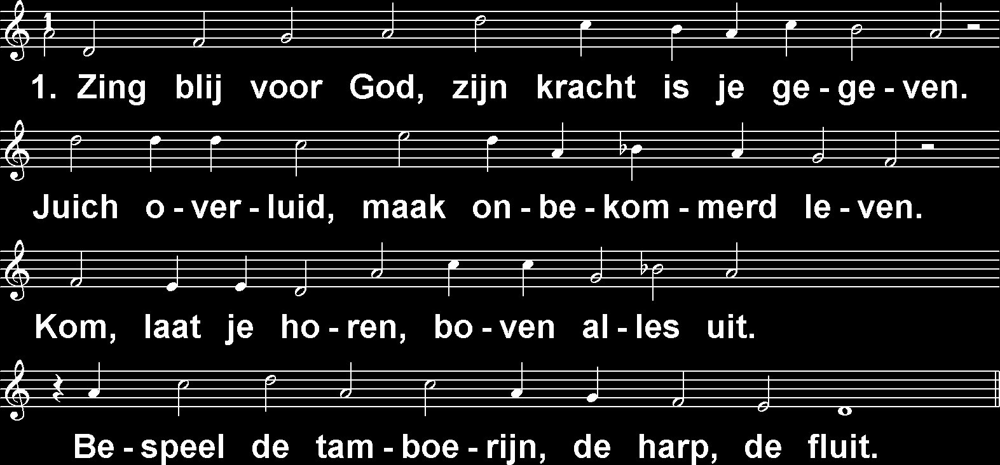 1
1. Zing blij voor God, zijn kracht is je ge - ge - ven.
Juich o - ver - luid, maak on - be - kom - merd le - ven.
Kom, laat je ho - ren, bo - ven al - les uit.
Be - speel de tam - boe - rijn, de harp, de fluit.